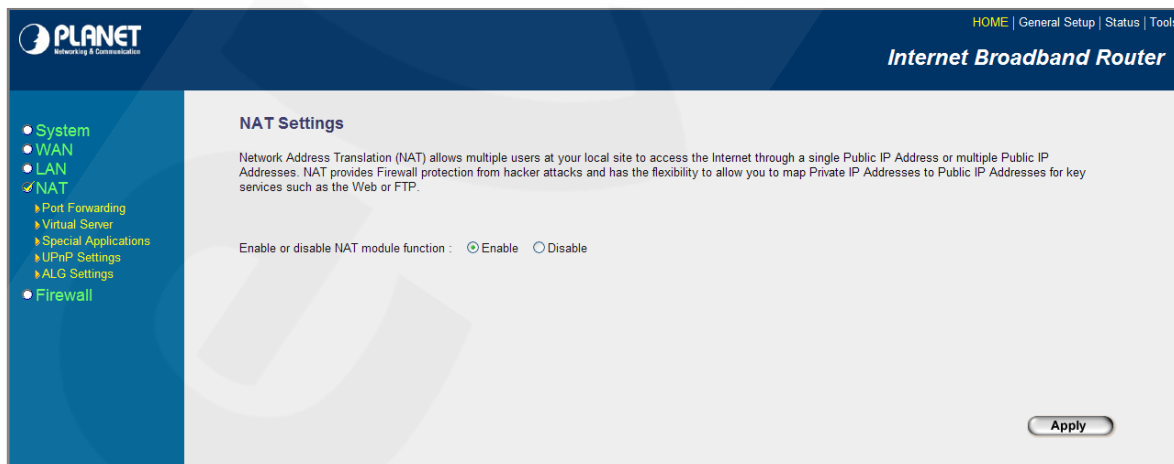 PLANET
Networking & Communication
HOME | General Setup | Status | Tools
Internet Broadband Router
System
WAN
LAN
NAT
Port Forwarding
Virtual Server
Special Applications
UPnP Settings
ALG Settings
Firewall
NAT Settings
Network Address Translation (NAT) allows multiple users at your local site to access the Internet through a single Public IP Address or multiple Public IP
Addresses. NAT provides Firewall protection from hacker attacks and has the flexibility to allow you to map Private IP Addresses to Public IP Addresses for key
services such as the Web or FTP.
Enable or disable NAT module function : Enable Disable
Apply